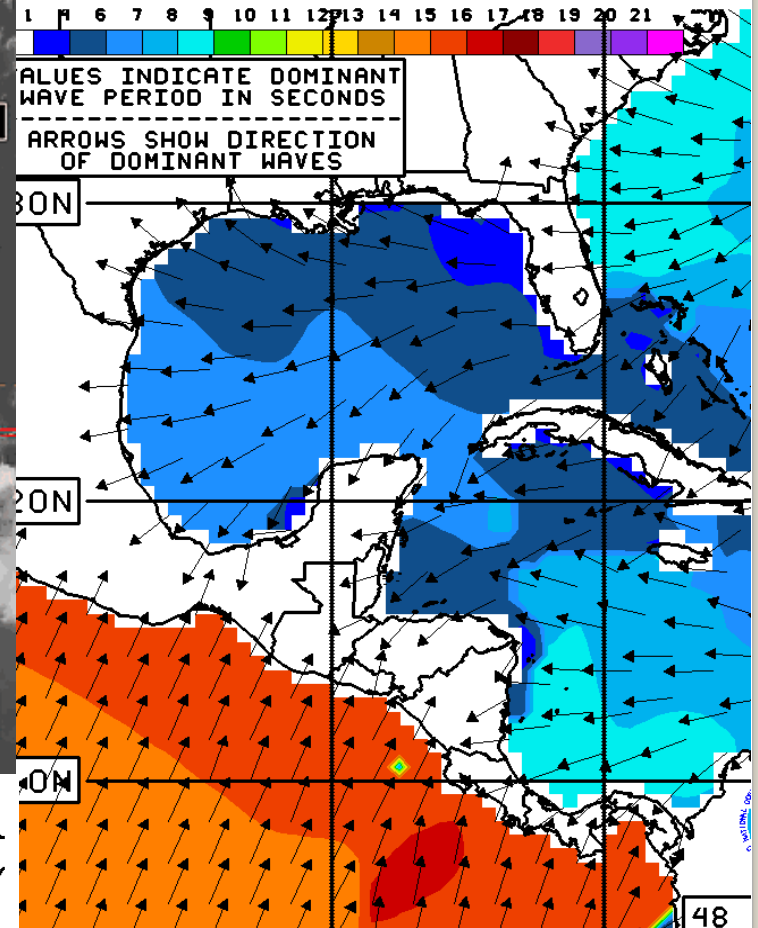 1 4 6 7 8 9 10 11 12 13 14 15 16 17 18 19 20 21
ALUES INDICATE DOMINANT
WAVE PERIOD IN SECONDS
ARROWS SHOW DIRECTION
OF DOMINANT WAVES
30N
20N
0N
48